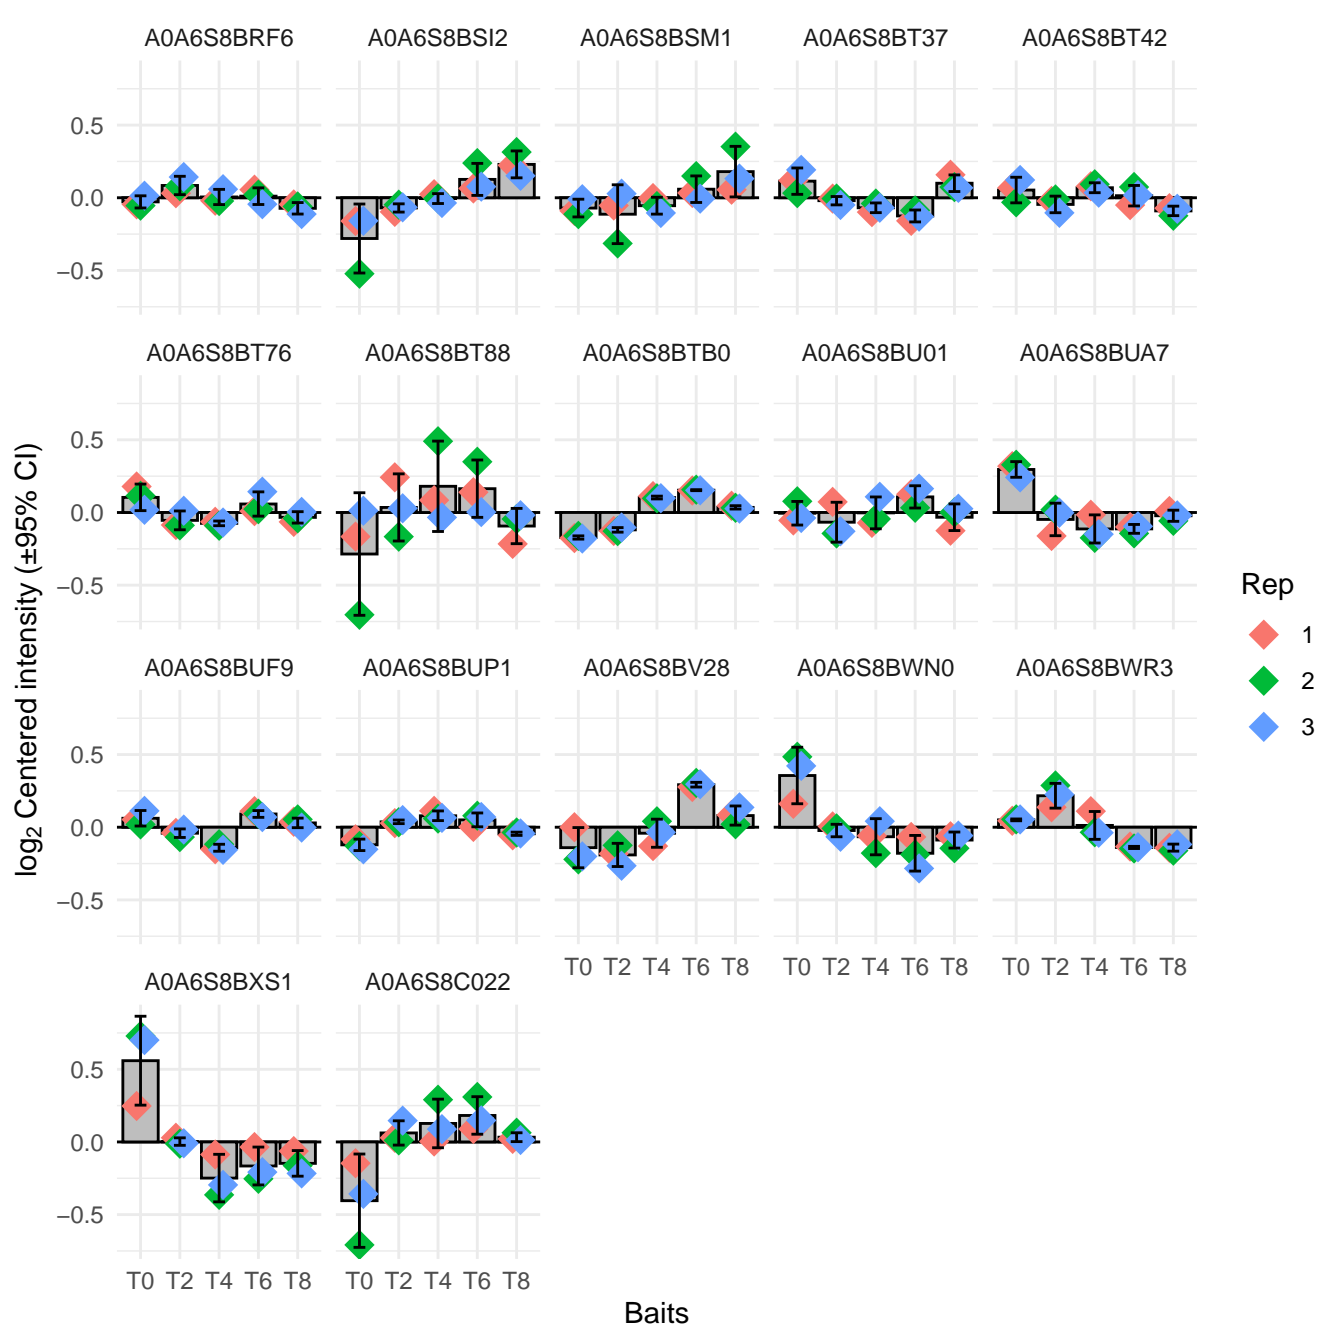 A0A6S8BRF6 A0A6S8BSI2 A0A6S8BSM1 A0A6S8BT37 A0A6S8BT42
0.5
0.0
−0.5
A0A6S8BT76 A0A6S8BT88 A0A6S8BTB0 A0A6S8BU01 A0A6S8BUA7
0.5
0.0
−0.5
A0A6S8BUF9 A0A6S8BUP1 A0A6S8BV28 A0A6S8BWN0 A0A6S8BWR3
0.5
0.0
−0.5
T0 T2 T4 T6 T8 T0 T2 T4 T6 T8 T0 T2 T4 T6 T8
A0A6S8BXS1 A0A6S8C022
0.5
0.0
−0.5
T0 T2 T4 T6 T8 T0 T2 T4 T6 T8
Baits
log₂ Centered intensity (±95% CI)
Rep
1
2
3